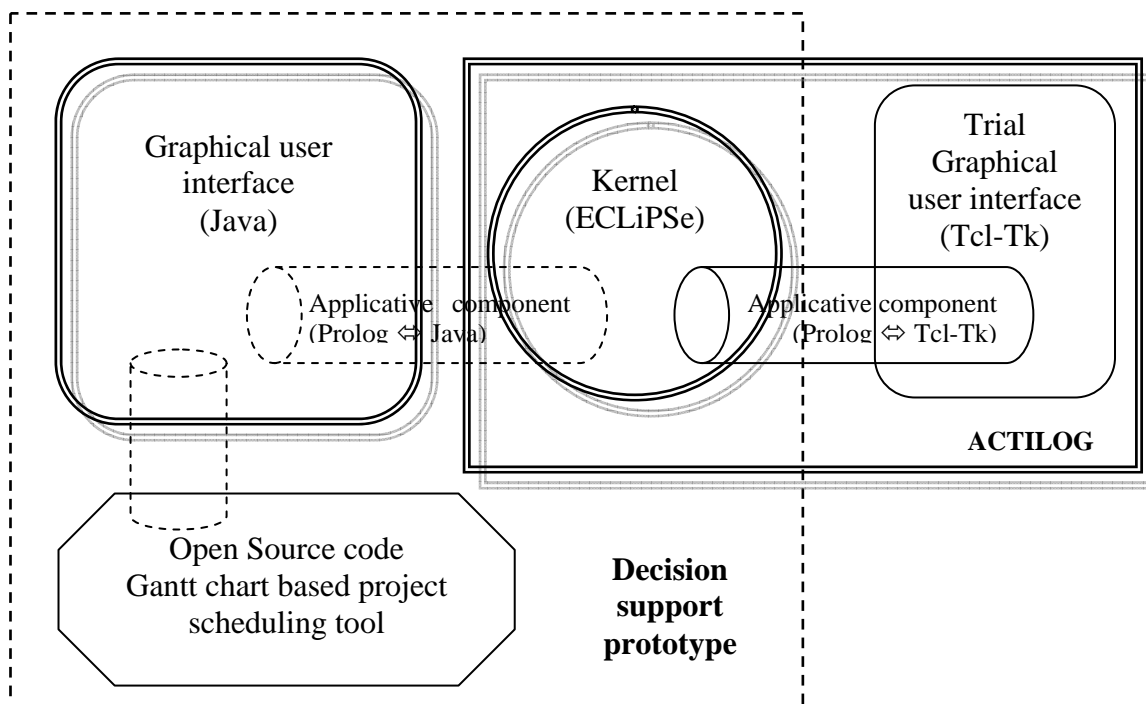 Graphical user
interface
(Java)
Kernel
(ECLiPSe)
Trial
Graphical
user interface
(Tcl-Tk)
Applicative component
(Prolog ⇔ Java)
Applicative component
(Prolog ⇔ Tcl-Tk)
ACTILOG
Open Source code
Gantt chart based project
scheduling tool
Decision
support
prototype